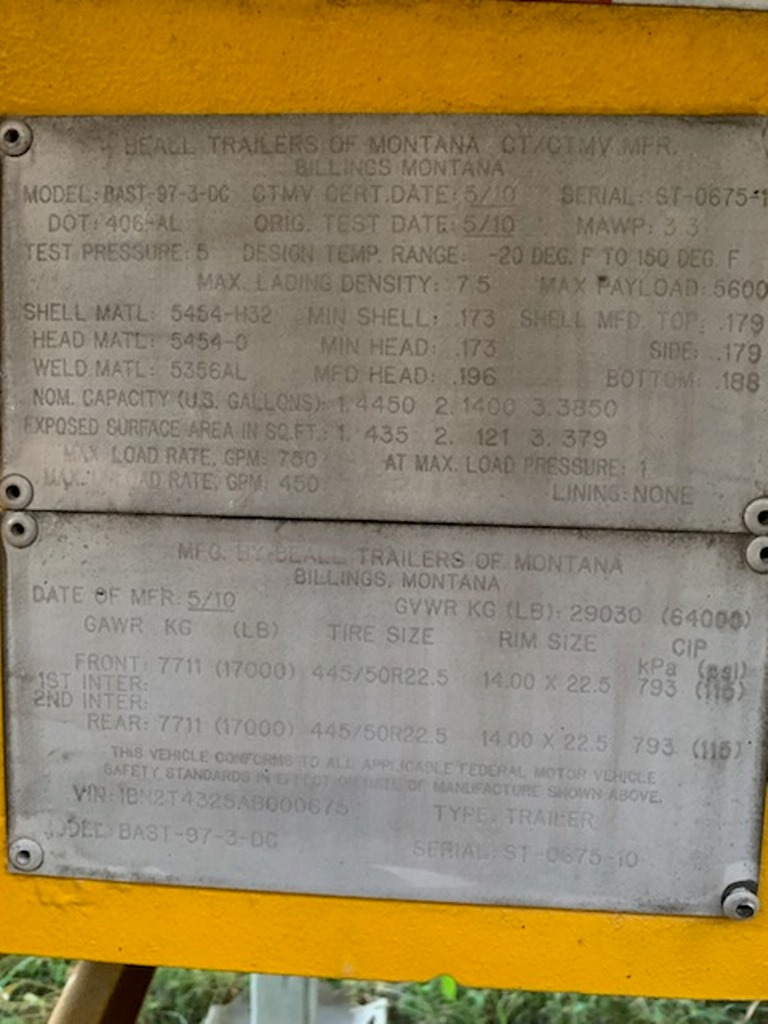 BEALL TRAILERS OF MONTANA CT/CTMV MFR.
BILLINGS MONTANA
MODEL: BAST-97-3-DC CTMV CERT.DATE: 5/10 SERIAL: ST-0675-1
DOT: 406-AL ORIG. TEST DATE: 5/10 MAWP: 3.3
TEST PRESSURE: 5 DESIGN TEMP. RANGE: -20 DEG. F TO 150 DEG. F
MAX. LADING DENSITY: 7.5 MAX PAYLOAD: 5600
SHELL MATL: 5454-H32 MIN SHELL: .173 SHELL MFD. TOP: .179
HEAD MATL: 5454-0 MIN HEAD: .173 SIDE: .179
WELD MATL: 5356AL MFD HEAD: .196 BOTTOM: .188
NOM. CAPACITY (U.S. GALLONS): 1. 4450 2. 1400 3. 3850
EXPOSED SURFACE AREA IN SQ.FT.: 1. 435 2. 121 3. 379
MAX LOAD RATE, GPM: 750 AT MAX. LOAD PRESSURE: 1
MAX. UNLOAD RATE, GPM: 450 LINING: NONE
MFG. BY BEALL TRAILERS OF MONTANA
BILLINGS, MONTANA
DATE OF MFR: 5/10 GVWR KG (LB): 29030 (64000)
GAWR KG (LB) TIRE SIZE RIM SIZE CIP
kPa (psi)
FRONT: 7711 (17000) 445/50R22.5 14.00 X 22.5 793 (115)
1ST INTER:
2ND INTER:
REAR: 7711 (17000) 445/50R22.5 14.00 X 22.5 793 (115)
THIS VEHICLE CONFORMS TO ALL APPLICABLE FEDERAL MOTOR VEHICLE
SAFETY STANDARDS IN EFFECT ON DATE OF MANUFACTURE SHOWN ABOVE.
VIN: 1BN2T4325AB000675 TYPE: TRAILER
MODEL: BAST-97-3-DC SERIAL: ST-0675-10